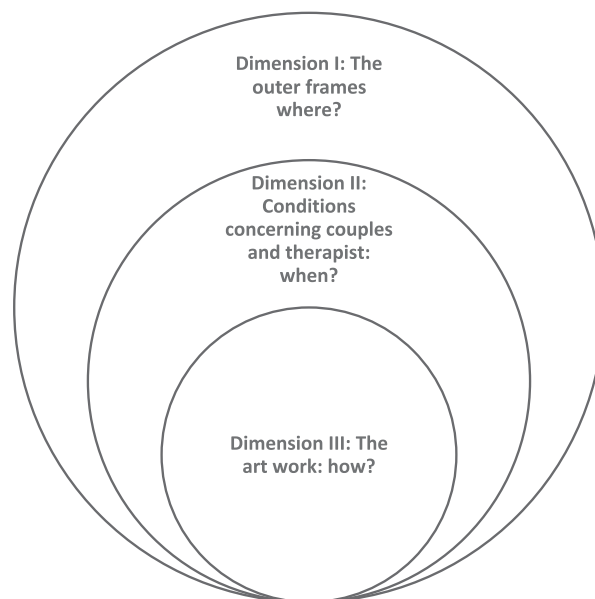 Dimension I: The
outer frames
where?
Dimension II:
Conditions
concerning couples
and therapist:
when?
Dimension III: The
art work: how?